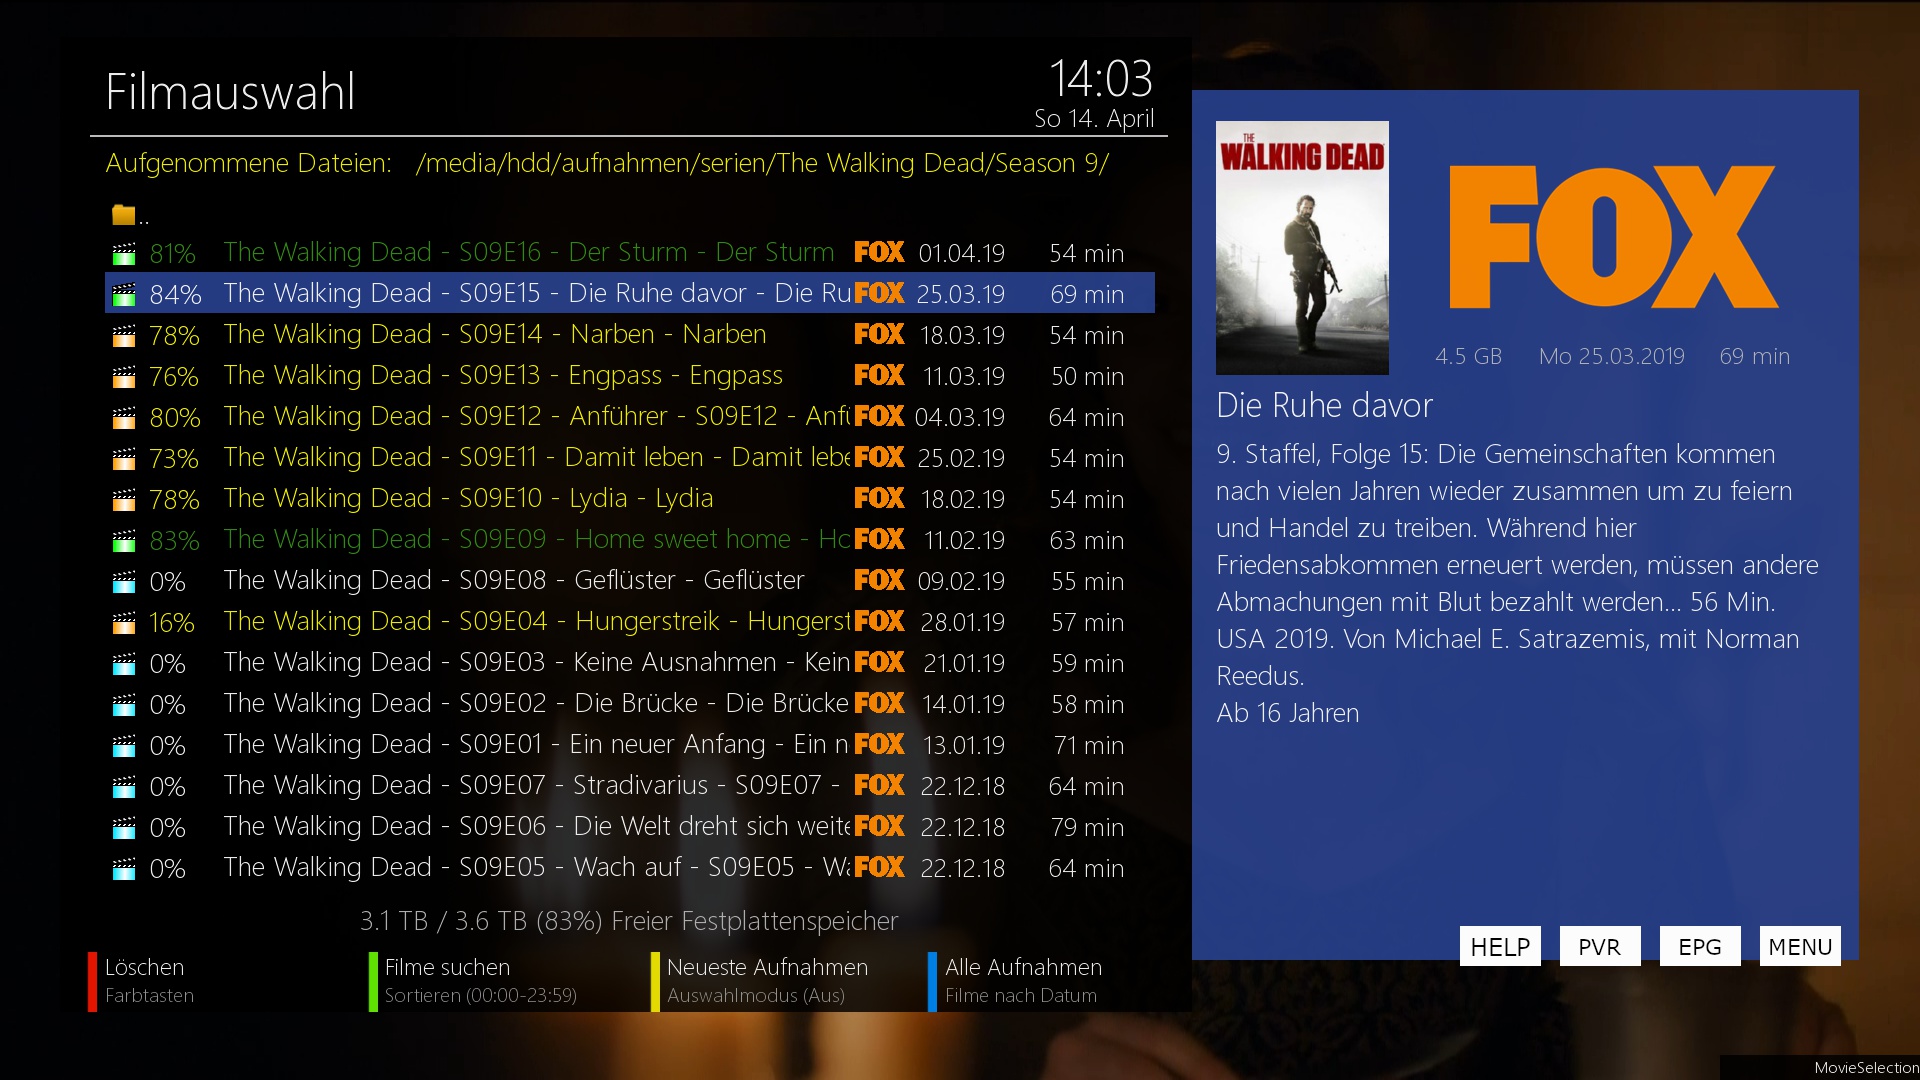 Filmauswahl
14:03
So 14. April
Aufgenommene Dateien: /media/hdd/aufnahmen/serien/The Walking Dead/Season 9/
..
81% The Walking Dead - S09E16 - Der Sturm - Der Sturm FOX 01.04.19 54 min
84% The Walking Dead - S09E15 - Die Ruhe davor - Die Ru FOX 25.03.19 69 min
78% The Walking Dead - S09E14 - Narben - Narben FOX 18.03.19 54 min
76% The Walking Dead - S09E13 - Engpass - Engpass FOX 11.03.19 50 min
80% The Walking Dead - S09E12 - Anführer - S09E12 - Anfü FOX 04.03.19 64 min
73% The Walking Dead - S09E11 - Damit leben - Damit lebe FOX 25.02.19 54 min
78% The Walking Dead - S09E10 - Lydia - Lydia FOX 18.02.19 54 min
83% The Walking Dead - S09E09 - Home sweet home - Ho FOX 11.02.19 63 min
0% The Walking Dead - S09E08 - Geflüster - Geflüster FOX 09.02.19 55 min
16% The Walking Dead - S09E04 - Hungerstreik - Hungerst FOX 28.01.19 57 min
0% The Walking Dead - S09E03 - Keine Ausnahmen - Kein FOX 21.01.19 59 min
0% The Walking Dead - S09E02 - Die Brücke - Die Brücke FOX 14.01.19 58 min
0% The Walking Dead - S09E01 - Ein neuer Anfang - Ein n FOX 13.01.19 71 min
0% The Walking Dead - S09E07 - Stradivarius - S09E07 - FOX 22.12.18 64 min
0% The Walking Dead - S09E06 - Die Welt dreht sich weite FOX 22.12.18 79 min
0% The Walking Dead - S09E05 - Wach auf - S09E05 - Wa FOX 22.12.18 64 min
3.1 TB / 3.6 TB (83%) Freier Festplattenspeicher
Löschen
Farbtasten
Filme suchen
Sortieren (00:00-23:59)
Neueste Aufnahmen
Auswahlmodus (Aus)
Alle Aufnahmen
Filme nach Datum
THE
WALKING DEAD
FOX
4.5 GB Mo 25.03.2019 69 min
Die Ruhe davor
9. Staffel, Folge 15: Die Gemeinschaften kommen
nach vielen Jahren wieder zusammen um zu feiern
und Handel zu treiben. Während hier
Friedensabkommen erneuert werden, müssen andere
Abmachungen mit Blut bezahlt werden... 56 Min.
USA 2019. Von Michael E. Satrazemis, mit Norman
Reedus.
Ab 16 Jahren
HELP PVR EPG MENU
MovieSelection